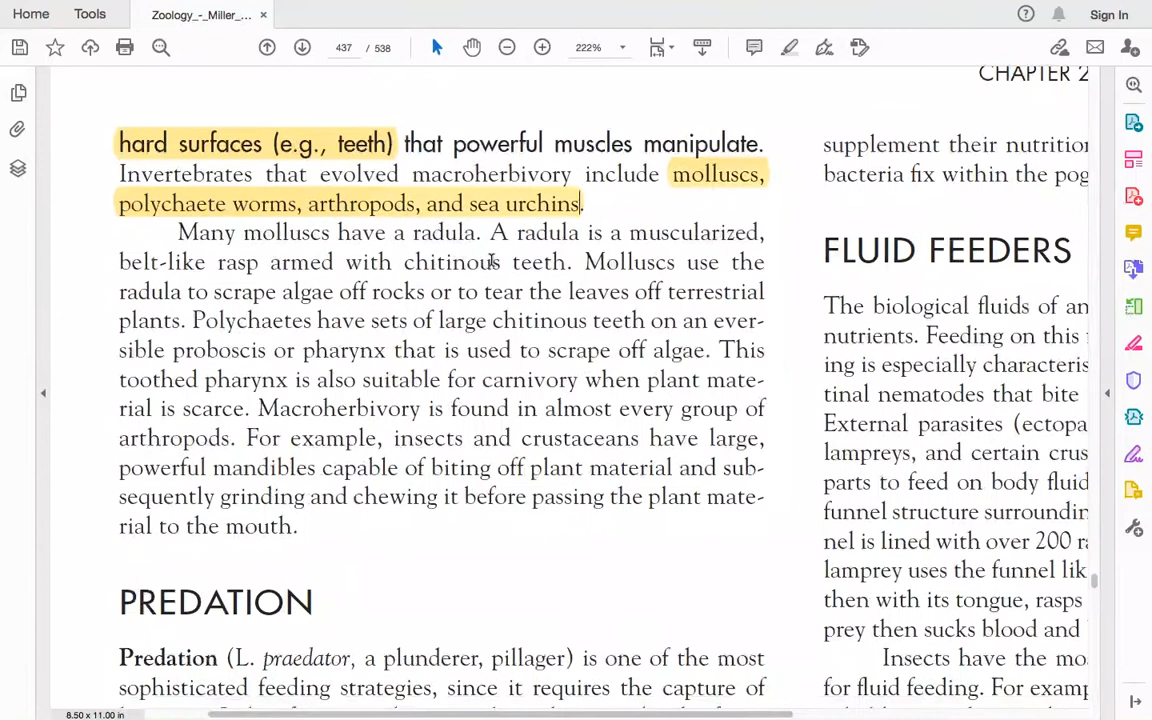 Home
Tools
Zoology_-_Miller_...
Sign In
437 / 538
222%
CHAPTER 2
hard surfaces (e.g., teeth) that powerful muscles manipulate.
Invertebrates that evolved macroherbivory include molluscs,
polychaete worms, arthropods, and sea urchins.
Many molluscs have a radula. A radula is a muscularized,
belt-like rasp armed with chitinous teeth. Molluscs use the
radula to scrape algae off rocks or to tear the leaves off terrestrial
plants. Polychaetes have sets of large chitinous teeth on an ever-
sible proboscis or pharynx that is used to scrape off algae. This
toothed pharynx is also suitable for carnivory when plant mate-
rial is scarce. Macroherbivory is found in almost every group of
arthropods. For example, insects and crustaceans have large,
powerful mandibles capable of biting off plant material and sub-
sequently grinding and chewing it before passing the plant mate-
rial to the mouth.
PREDATION
Predation (L. praedator, a plunderer, pillager) is one of the most
sophisticated feeding strategies, since it requires the capture of
supplement their nutrition
bacteria fix within the pog
FLUID FEEDERS
The biological fluids of an
nutrients. Feeding on this
ing is especially characteris
tinal nematodes that bite
External parasites (ectopa
lampreys, and certain crus
parts to feed on body fluid
funnel structure surroundin
nel is lined with over 200 ra
lamprey uses the funnel lik
then with its tongue, rasps
prey then sucks blood and
Insects have the mo
for fluid feeding. For examp
8.50 x 11.00 in